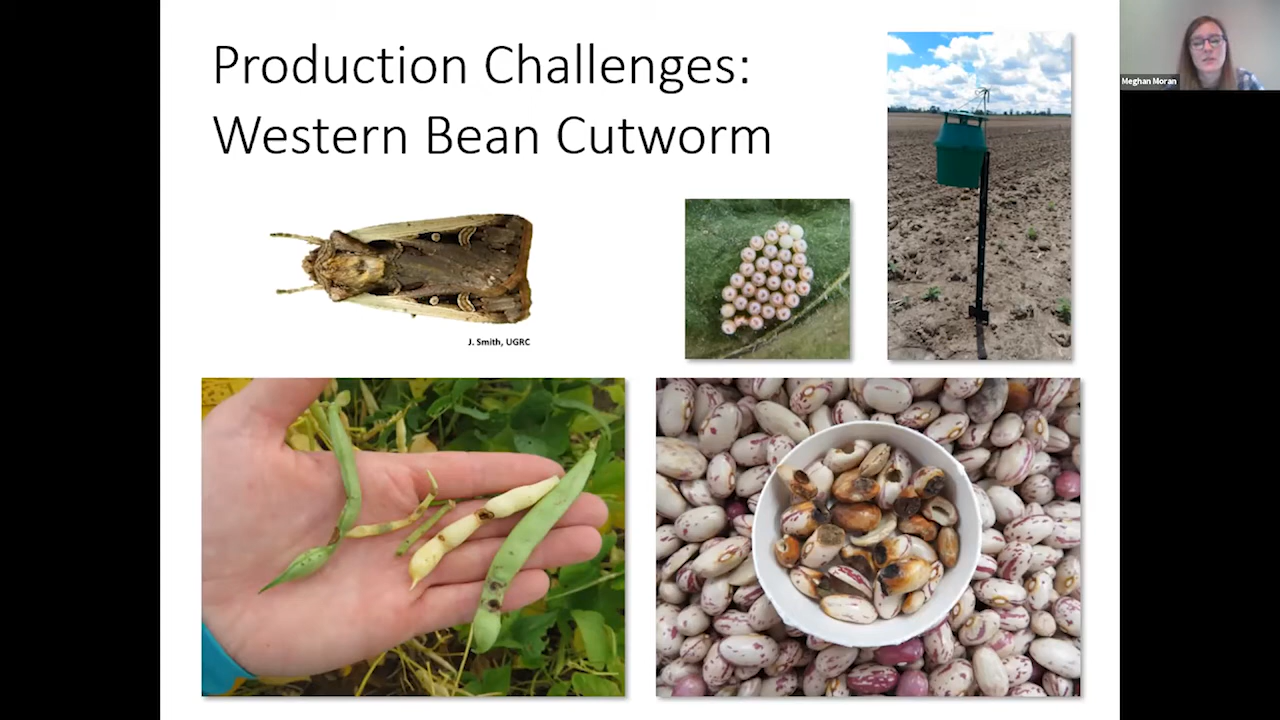 Production Challenges:
Western Bean Cutworm
Meghan Moran
J. Smith, UGRC